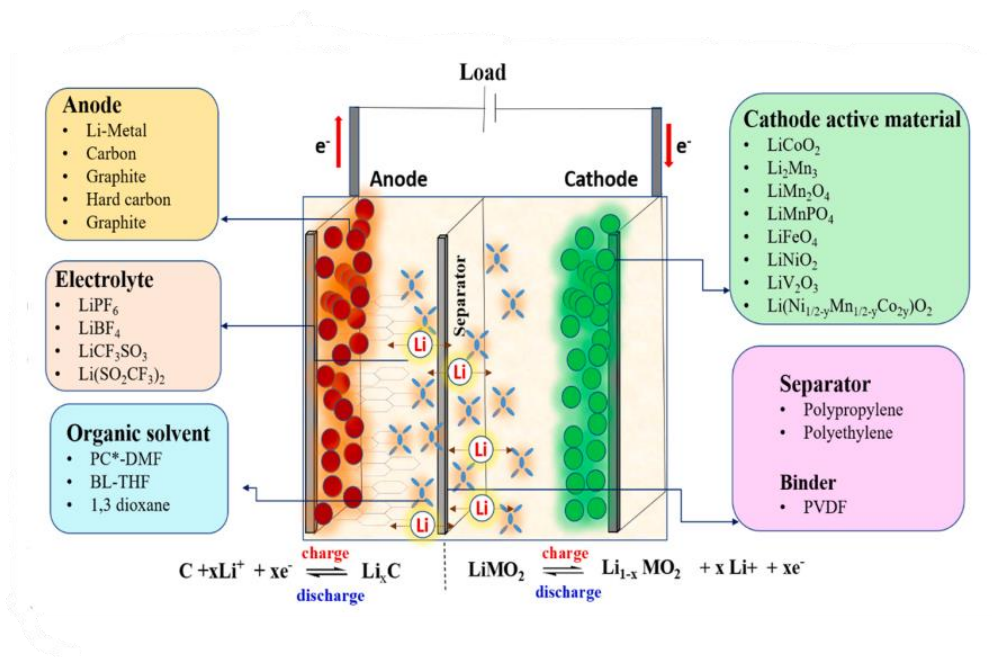 Load
Anode
• Li-Metal
• Carbon
• Graphite
• Hard carbon
• Graphite
Electrolyte
• LiPF₆
• LiBF₄
• LiCF₃SO₃
• Li(SO₂CF₃)₂
Organic solvent
• PC*-DMF
• BL-THF
• 1,3 dioxane
e⁻
Anode
Cathode
e⁻
Separator
Li
Li
Li
Li
Li
Cathode active material
• LiCoO₂
• Li₂Mn₃
• LiMn₂O₄
• LiMnPO₄
• LiFeO₄
• LiNiO₂
• LiV₂O₃
• Li(Ni₁/₂₋yMn₁/₂₋yCo₂y)O₂
Separator
• Polypropylene
• Polyethylene
Binder
• PVDF
charge
C +xLi⁺ + xe⁻ ⇌ LiₓC
discharge
charge
LiMO₂ ⇌ Li₁₋ₓ MO₂ + x Li+ + xe⁻
discharge